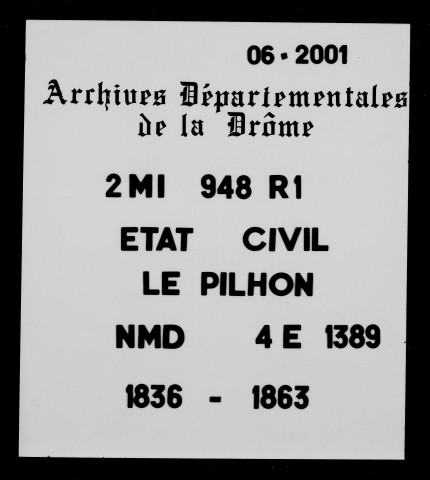 06 • 2001
Archives Départementales
de la Drôme
2 MI 948 R1
ETAT CIVIL
LE PILHON
NMD 4 E 1389
1836 - 1863